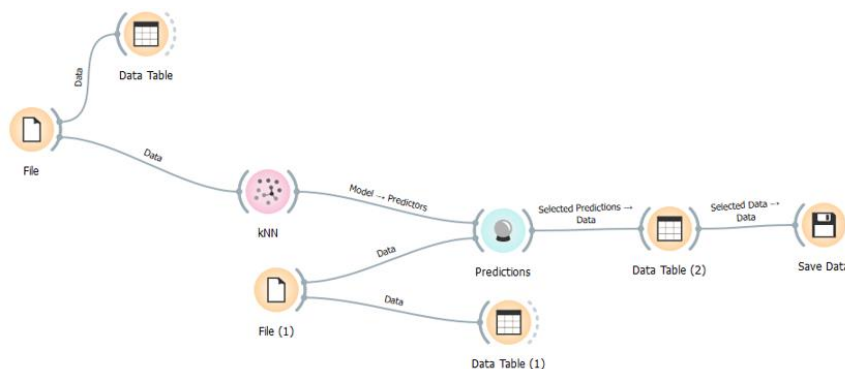 Data
Data Table
File
Data
kNN
Model → Predictors
Data
File (1)
Data
Data Table (1)
Predictions
Selected Predictions →
Data
Data Table (2)
Selected Data →
Data
Save Data